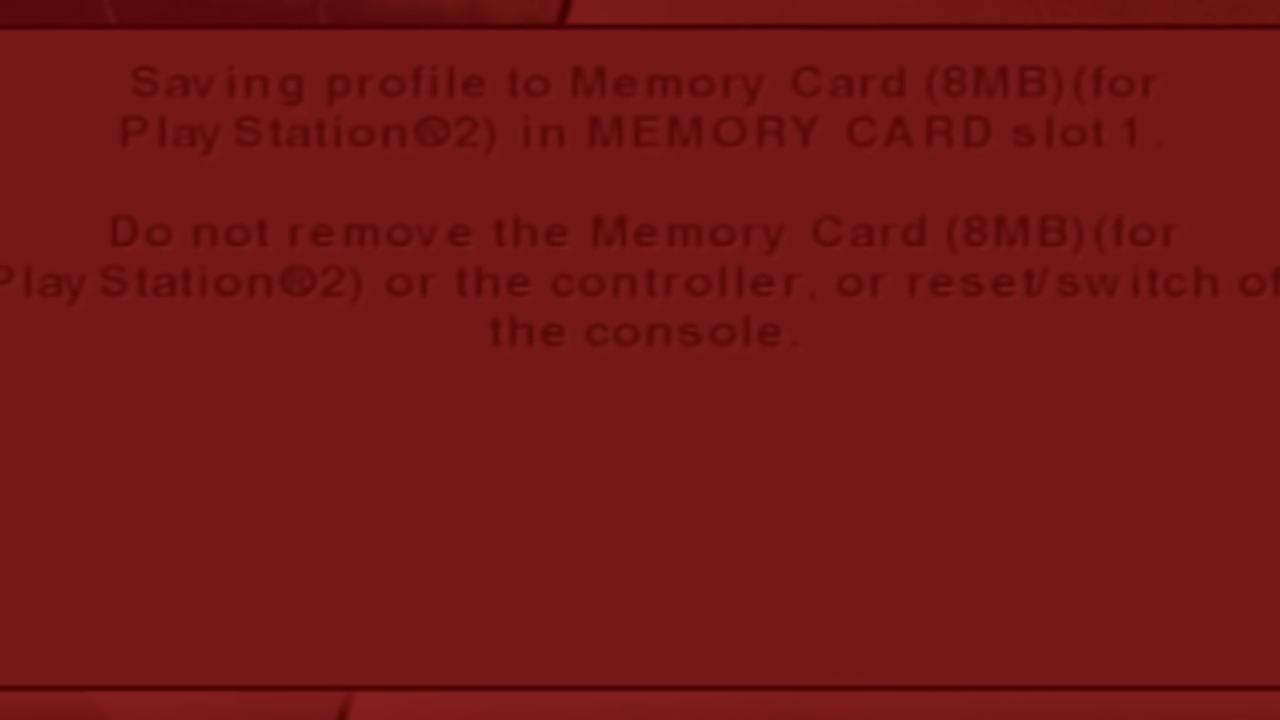 Saving profile to Memory Card (8MB)(for
PlayStation®2) in MEMORY CARD slot 1.
Do not remove the Memory Card (8MB)(for
PlayStation®2) or the controller, or reset/switch of
the console.